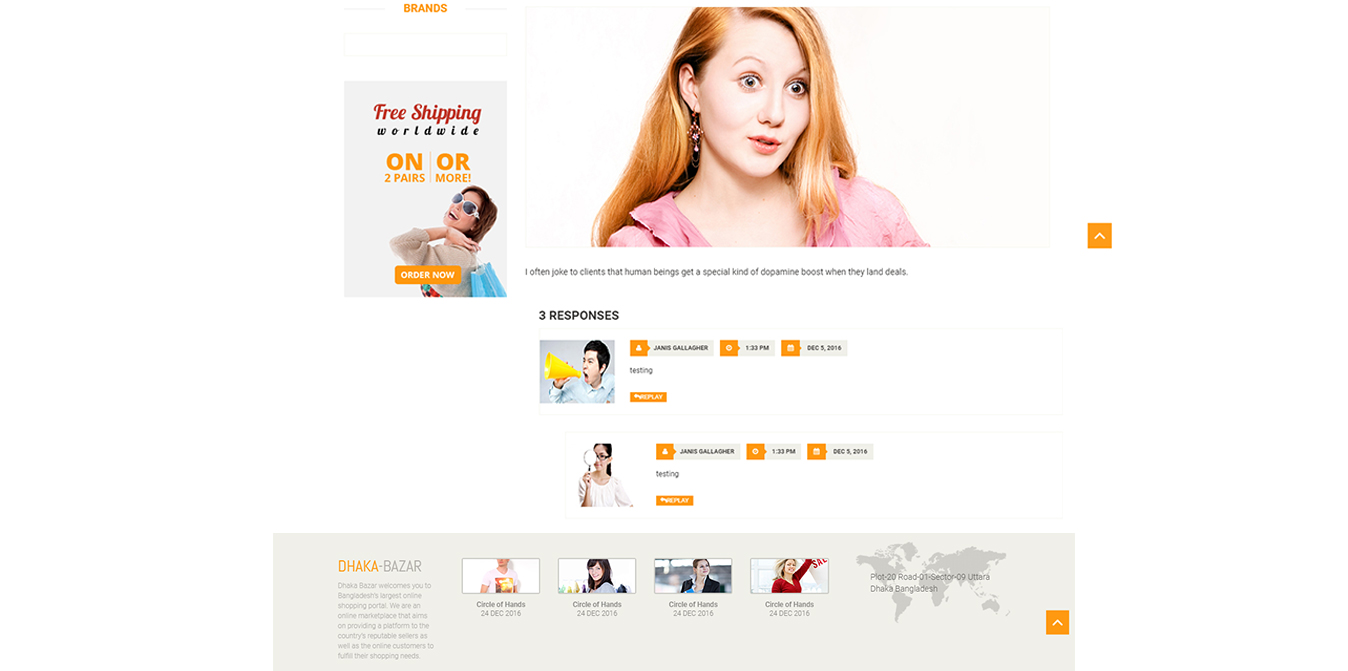 BRANDS
Free Shipping
worldwide
ON OR
2 PAIRS MORE!
ORDER NOW
I often joke to clients that human beings get a special kind of dopamine boost when they land deals.
3 RESPONSES
JANIS GALLAGHER 1:33 PM DEC 5, 2016
testing
REPLAY
JANIS GALLAGHER 1:33 PM DEC 5, 2016
testing
REPLAY
DHAKA-BAZAR
Dhaka Bazar welcomes you to
Bangladesh's largest online
shopping portal. We are an
online marketplace that aims
on providing a platform to the
country's reputable sellers as
well as the online customers to
fulfill their shopping needs.
Circle of Hands
24 DEC 2016
Circle of Hands
24 DEC 2016
Circle of Hands
24 DEC 2016
SALE
Circle of Hands
24 DEC 2016
Plot-20 Road-01-Sector-09 Uttara
Dhaka Bangladesh